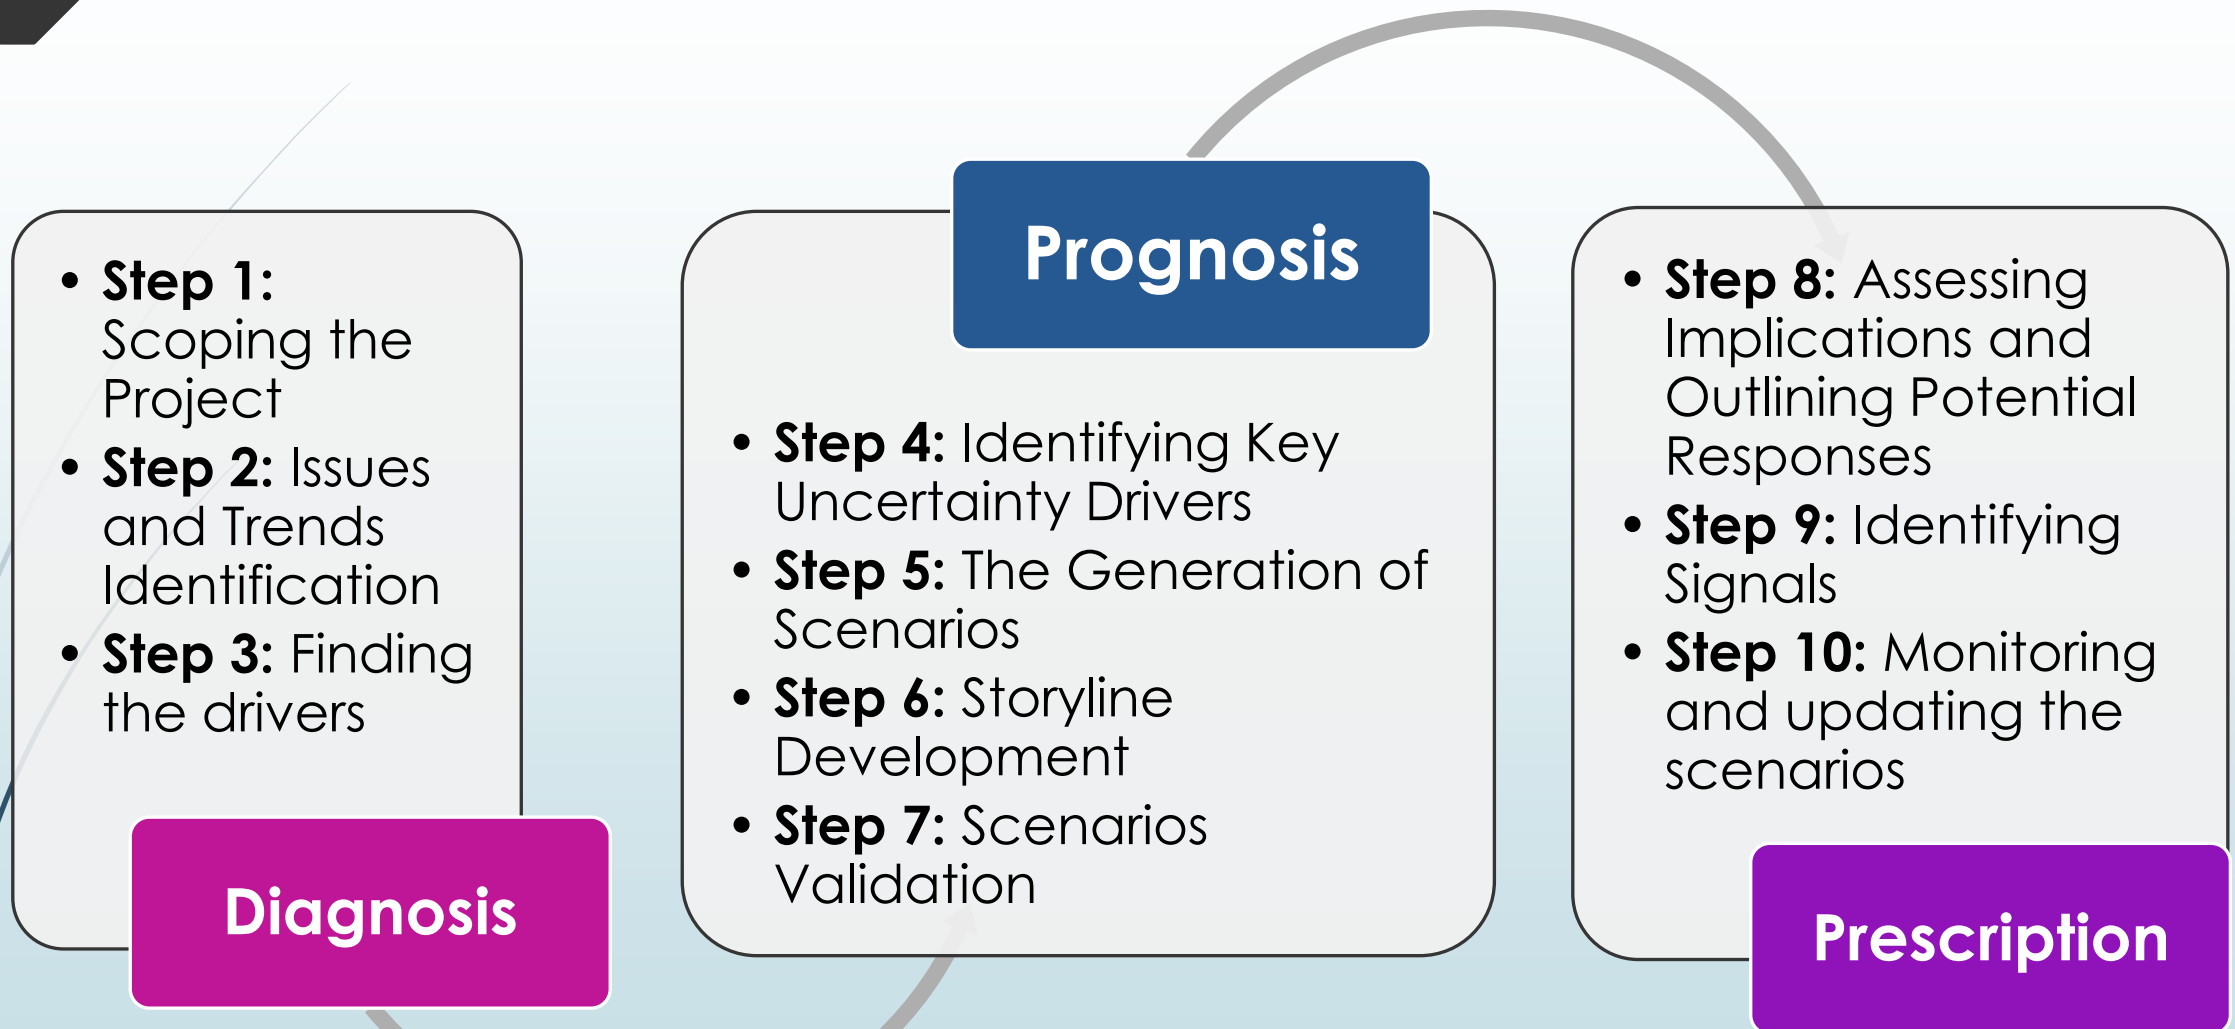 • Step 1:
Scoping the
Project
• Step 2: Issues
and Trends
Identification
• Step 3: Finding
the drivers
Diagnosis
Prognosis
• Step 4: Identifying Key
Uncertainty Drivers
• Step 5: The Generation of
Scenarios
• Step 6: Storyline
Development
• Step 7: Scenarios
Validation
• Step 8: Assessing
Implications and
Outlining Potential
Responses
• Step 9: Identifying
Signals
• Step 10: Monitoring
and updating the
scenarios
Prescription